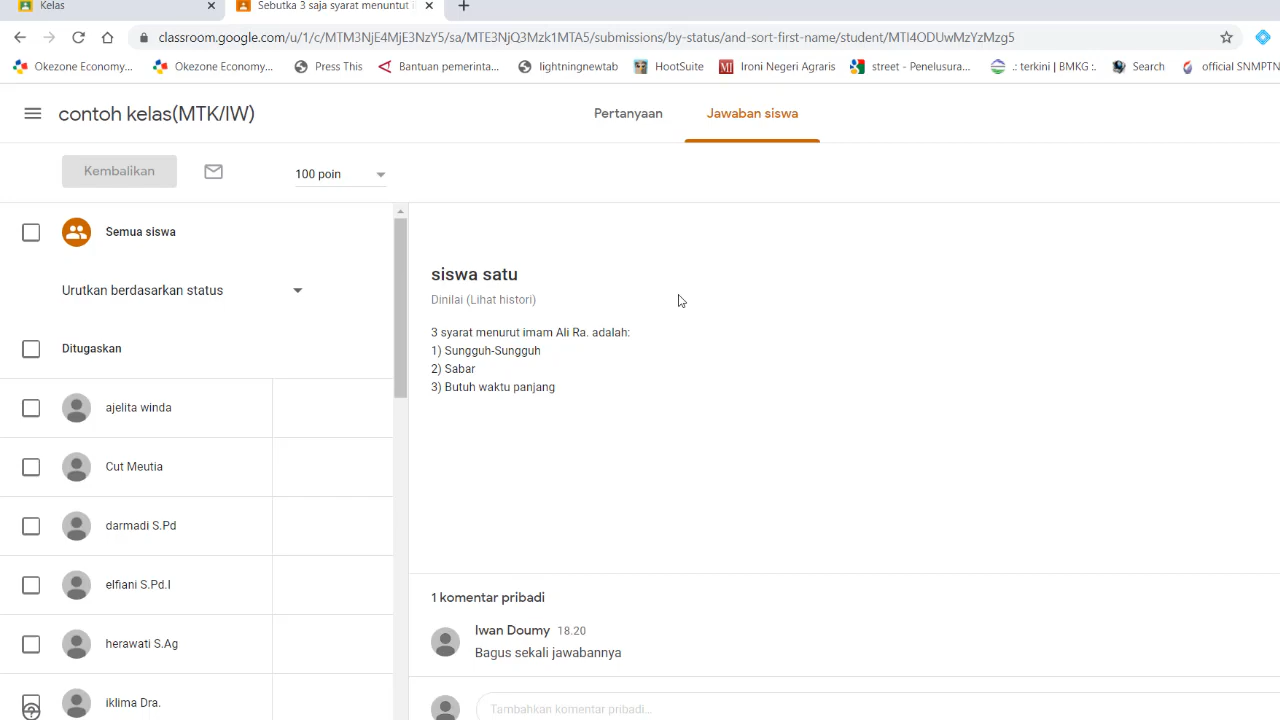 Kelas
Sebutka 3 saja syarat menuntut i
classroom.google.com/u/1/c/MTM3NjE4MjE3NzY5/sa/MTE3NjQ3Mzk1MTA5/submissions/by-status/and-sort-first-name/student/MTI4ODUwMzYzMzg5
Okezone Economy... Okezone Economy... Press This Bantuan pemerinta... lightningnewtab HootSuite Ironi Negeri Agraris street - Penelusura... .: terkini | BMKG :. Search official SNMPTN
contoh kelas(MTK/IW)
Pertanyaan
Jawaban siswa
Kembalikan
100 poin
Semua siswa
Urutkan berdasarkan status
Ditugaskan
ajelita winda
Cut Meutia
darmadi S.Pd
elfiani S.Pd.I
herawati S.Ag
iklima Dra.
siswa satu
Dinilai (Lihat histori)
3 syarat menurut imam Ali Ra. adalah:
1) Sungguh-Sungguh
2) Sabar
3) Butuh waktu panjang
1 komentar pribadi
Iwan Doumy 18.20
Bagus sekali jawabannya
Tambahkan komentar pribadi...